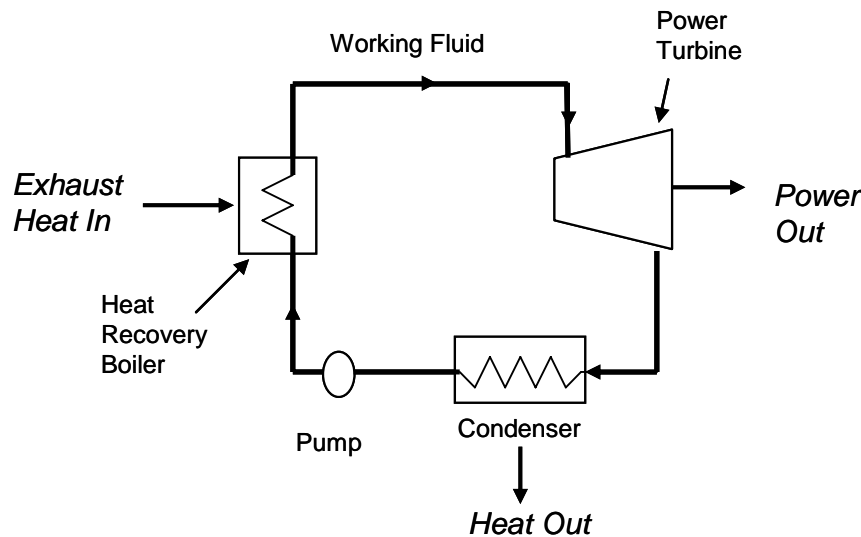 Working Fluid
Power
Turbine
Exhaust
Heat In
Power
Out
Heat
Recovery
Boiler
Pump
Condenser
Heat Out